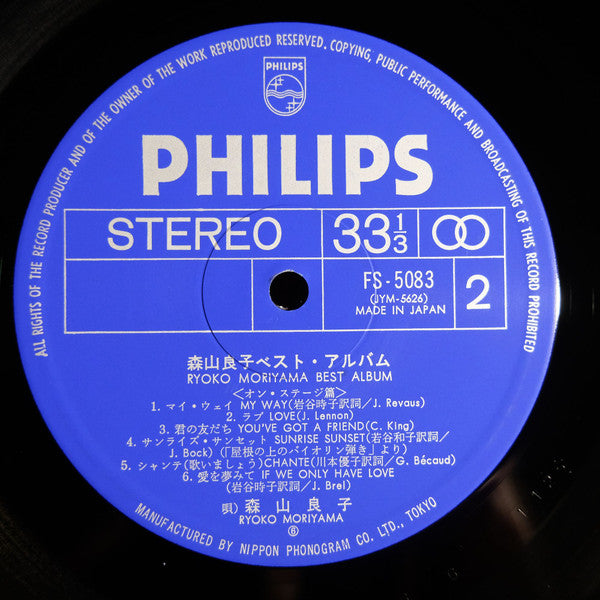 ALL RIGHTS OF THE RECORD PRODUCER AND OF THE OWNER OF THE WORK REPRODUCED RESERVED. COPYING, PUBLIC PERFORMANCE AND BROADCASTING OF THIS RECORD PROHIBITED
PHILIPS
PHILIPS
STEREO 33 1/3
FS-5083
(JYM-5626)
MADE IN JAPAN
2
森山良子ベスト・アルバム
RYOKO MORIYAMA BEST ALBUM
<オン・ステージ篇>
1. マイ・ウェイ MY WAY(岩谷時子訳詞/J. Revaus)
2. ラブ LOVE(J. Lennon)
3. 君の友だち YOU'VE GOT A FRIEND(C. King)
4. サンライズ・サンセット SUNRISE SUNSET(若谷和子訳詞/
J. Bock)(「屋根の上のバイオリン弾き」より)
5. シャンテ(歌いましょう)CHANTE(川本優子訳詞/G. Bécaud)
6. 愛を夢みて IF WE ONLY HAVE LOVE
(岩谷時子訳詞/J. Brel)
唄) 森山良子
RYOKO MORIYAMA
⑥
MANUFACTURED BY NIPPON PHONOGRAM CO. LTD., TOKYO